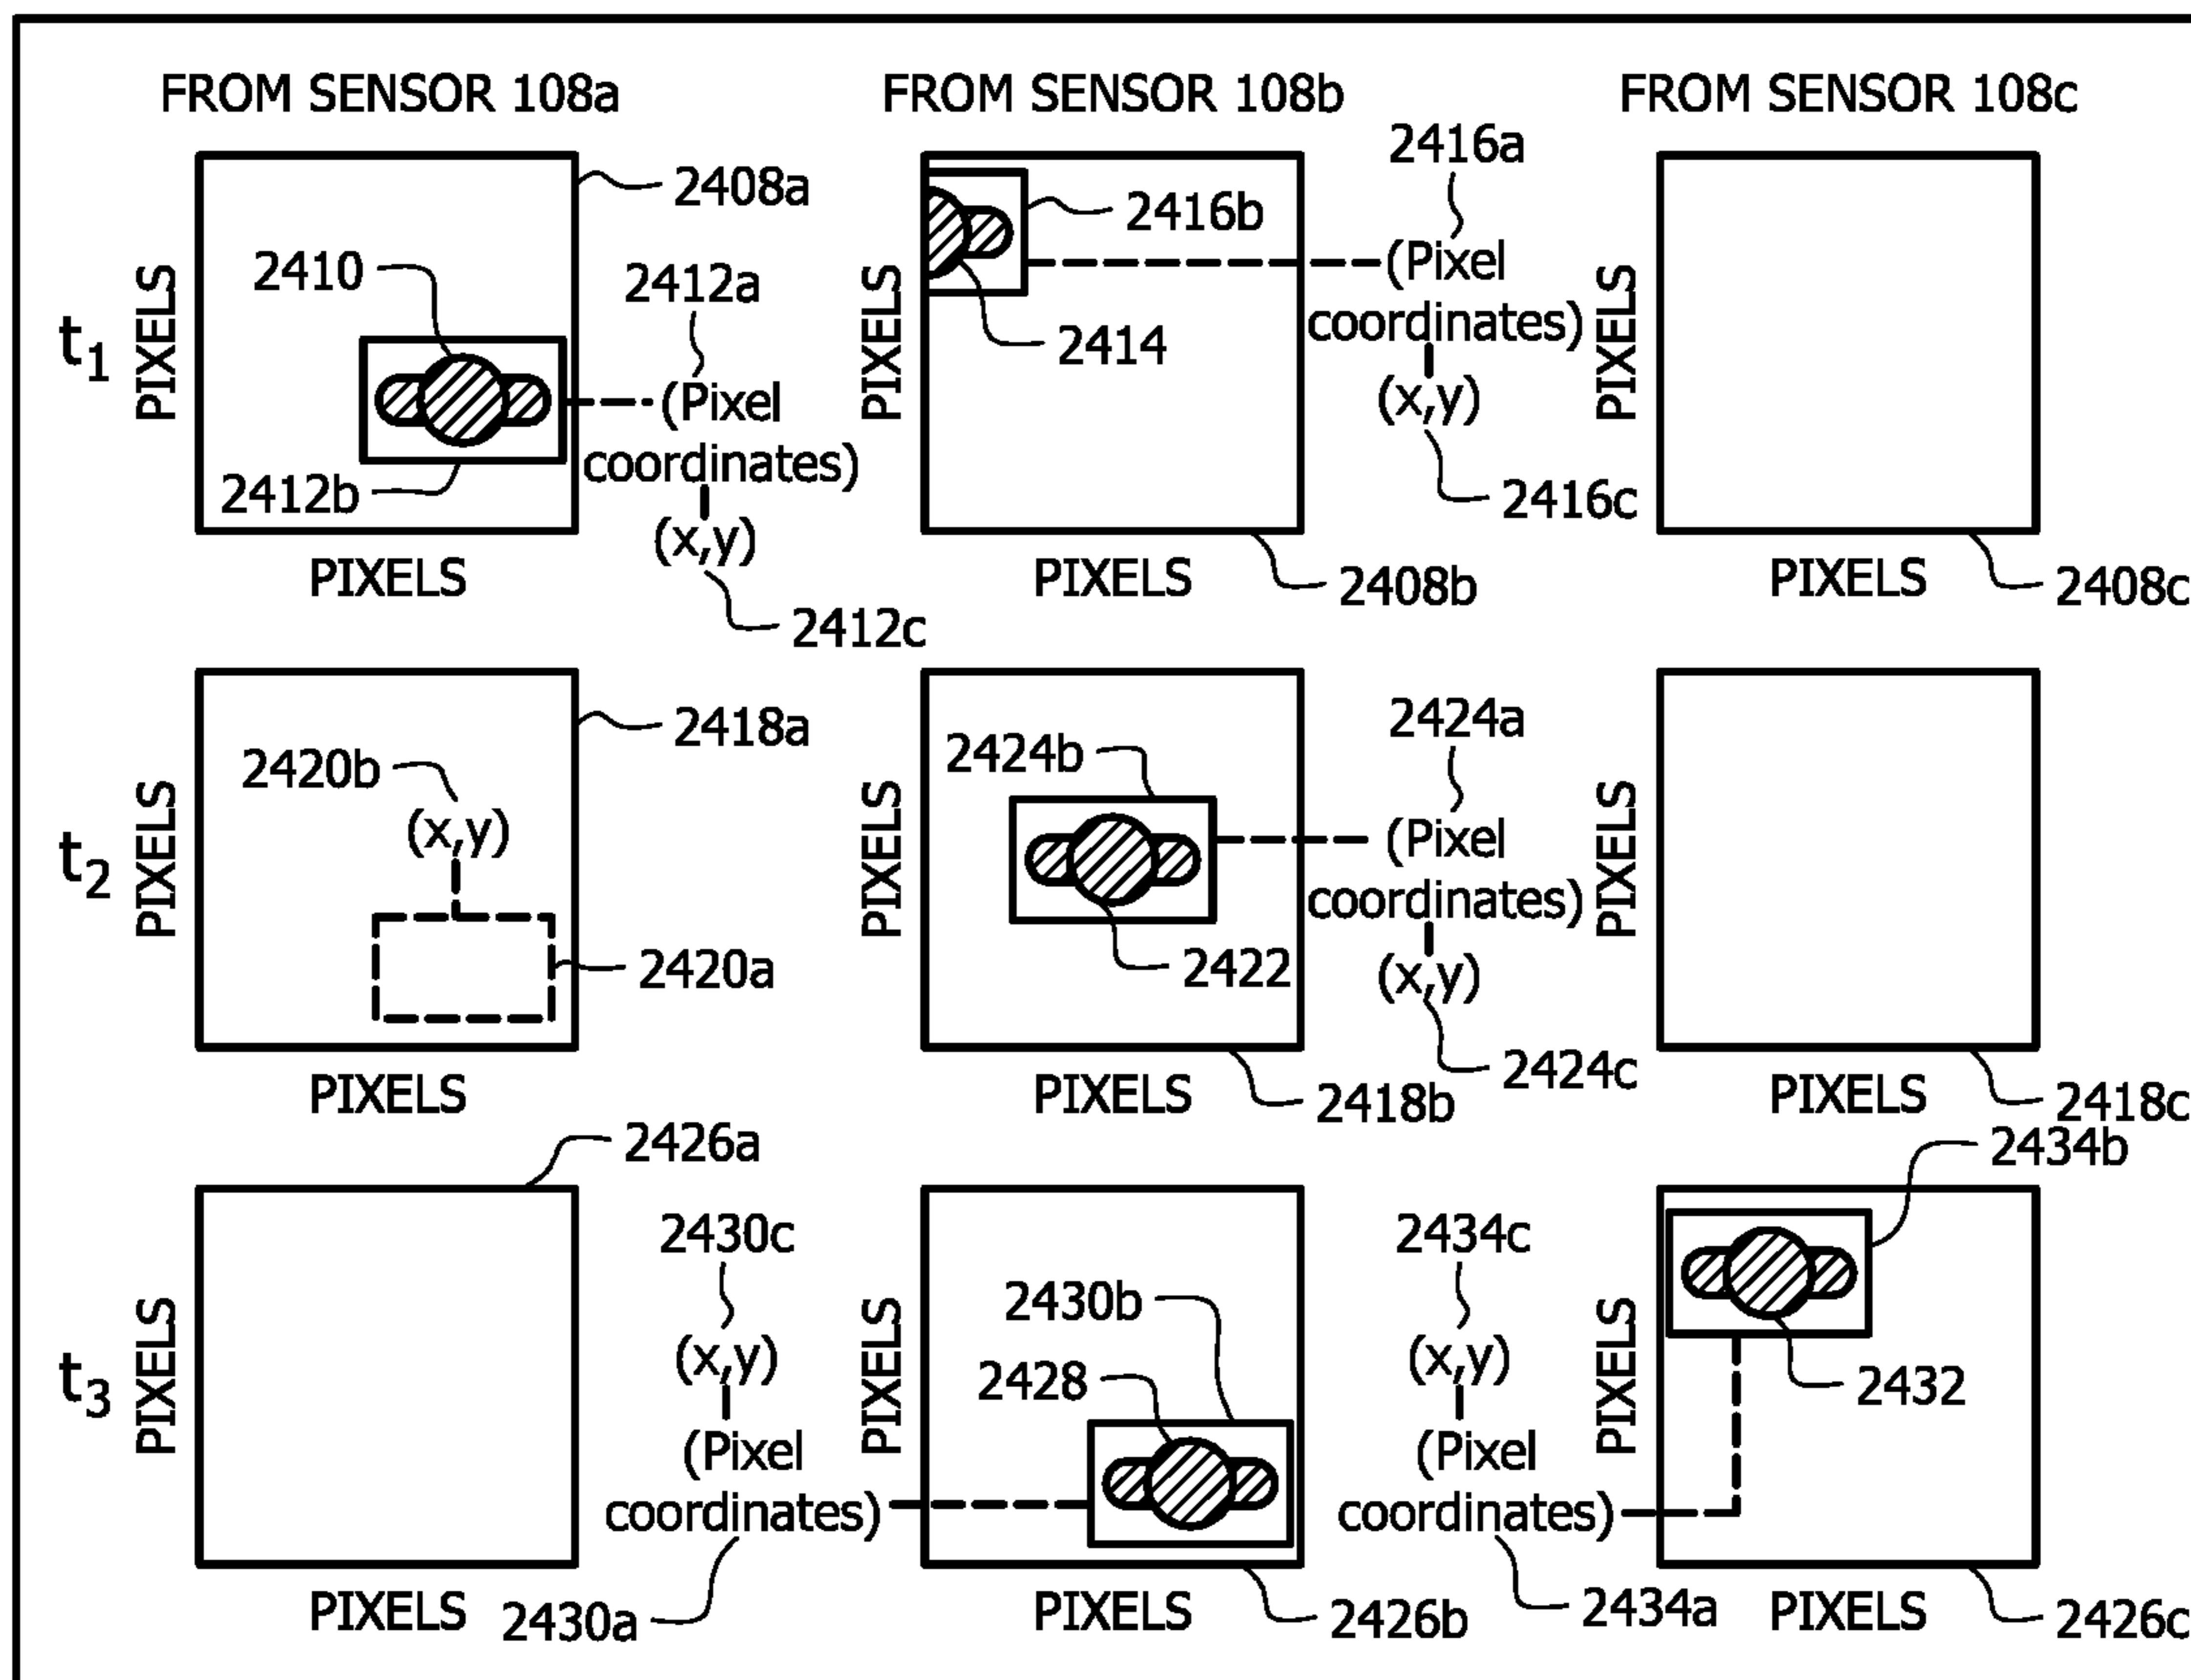 FROM SENSOR 108a
FROM SENSOR 108b
FROM SENSOR 108c
t1
PIXELS
2408a
2410
2412a
(Pixel
coordinates)
2412b
(x,y)
2412c
PIXELS
PIXELS
2416a
2416b
(Pixel
coordinates)
2414
(x,y)
2416c
PIXELS
2408b
PIXELS
PIXELS
2408c
t2
PIXELS
2418a
2420b
(x,y)
2420a
PIXELS
PIXELS
2424a
2424b
(Pixel
coordinates)
2422
(x,y)
2424c
PIXELS
2418b
PIXELS
PIXELS
2418c
t3
PIXELS
2426a
PIXELS
2430c
(x,y)
(Pixel
coordinates)
2430a
PIXELS
2430b
2428
PIXELS
2426b
2434c
(x,y)
(Pixel
coordinates)
2434a
PIXELS
2434b
2432
PIXELS
2426c